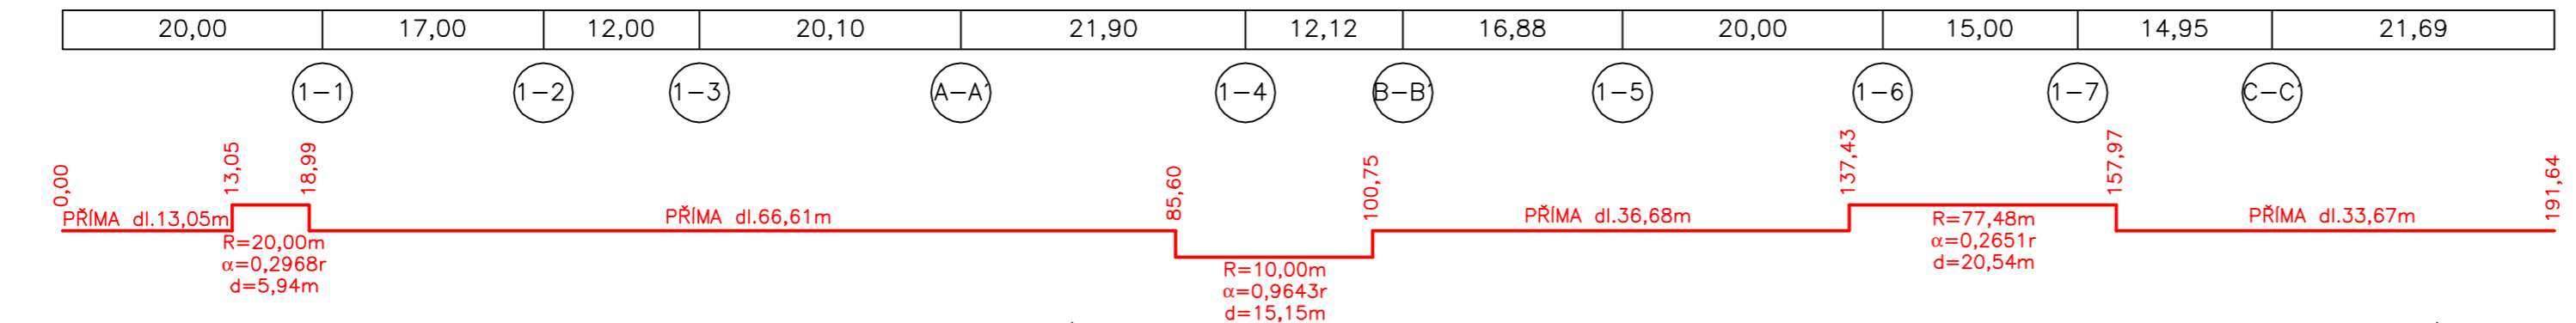 20,00 17,00 12,00 20,10 21,90 12,12 16,88 20,00 15,00 14,95 21,69
1-1 1-2 1-3 A-A' 1-4 B-B' 1-5 1-6 1-7 C-C'
0,00 13,05 18,99 85,60 100,75 137,43 157,97 191,64
PŘÍMA dl.13,05m PŘÍMA dl.66,61m PŘÍMA dl.36,68m PŘÍMA dl.33,67m
R=20,00m
α=0,2968r
d=5,94m
R=10,00m
α=0,9643r
d=15,15m
R=77,48m
α=0,2651r
d=20,54m